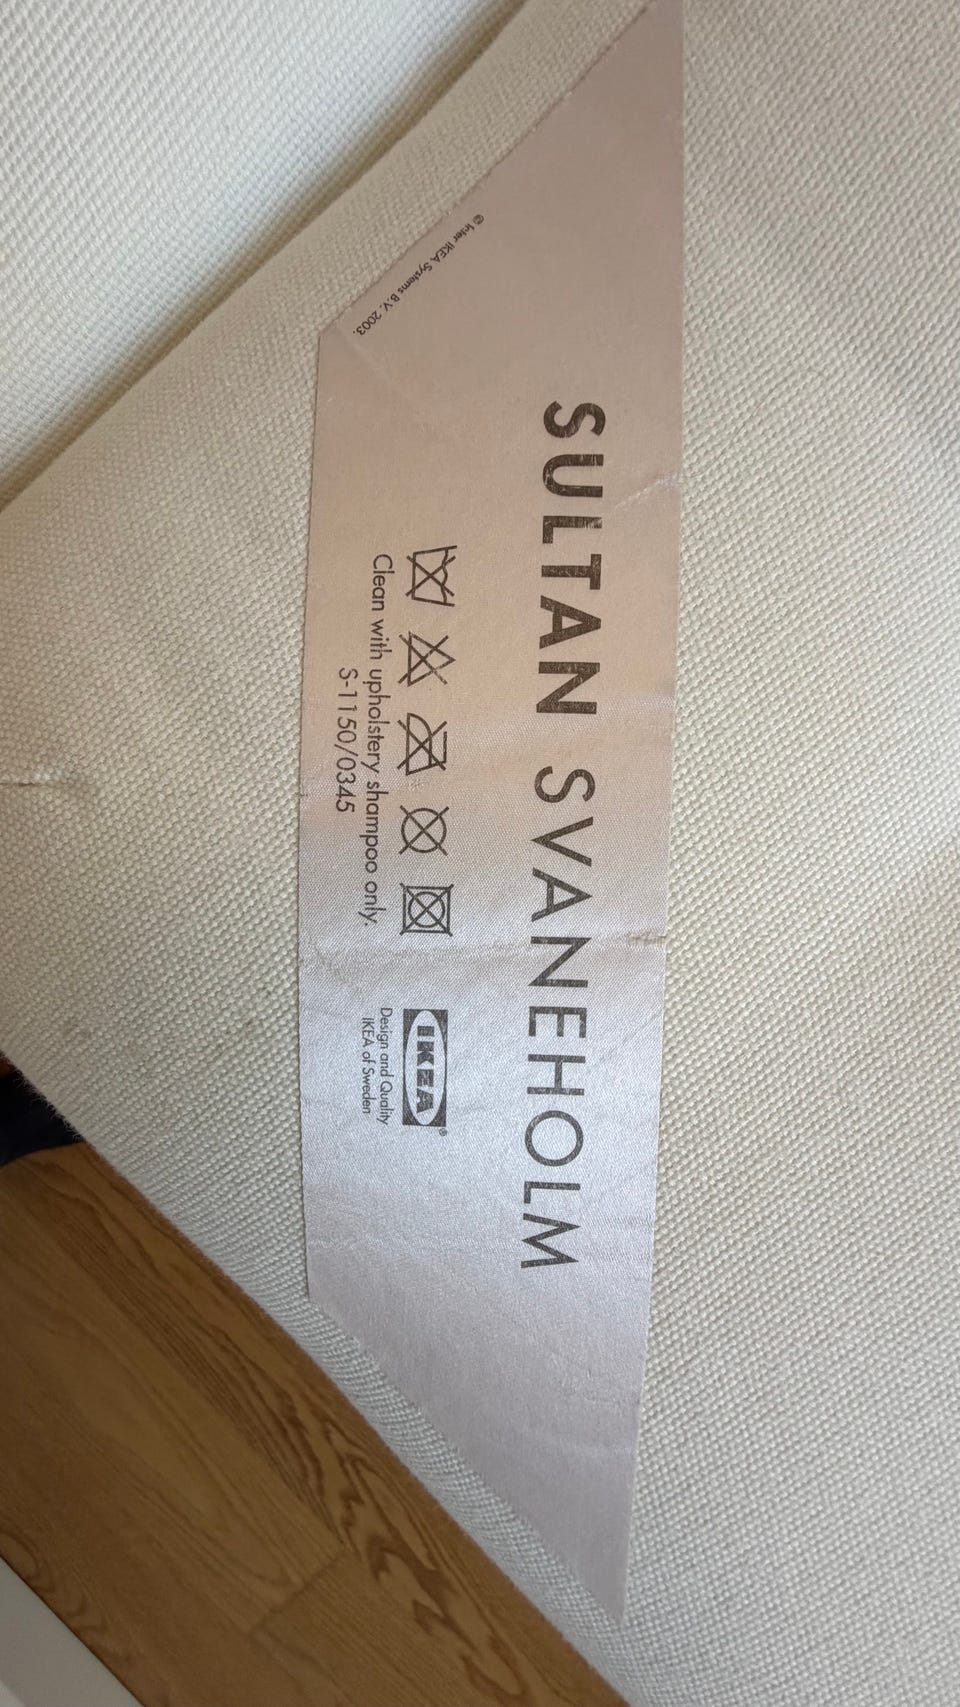 © Inter IKEA Systems B.V. 2003.
SULTAN SVANEHOLM
Clean with upholstery shampoo only.
S-1150/0345
IKEA®
Design and Quality
IKEA of Sweden